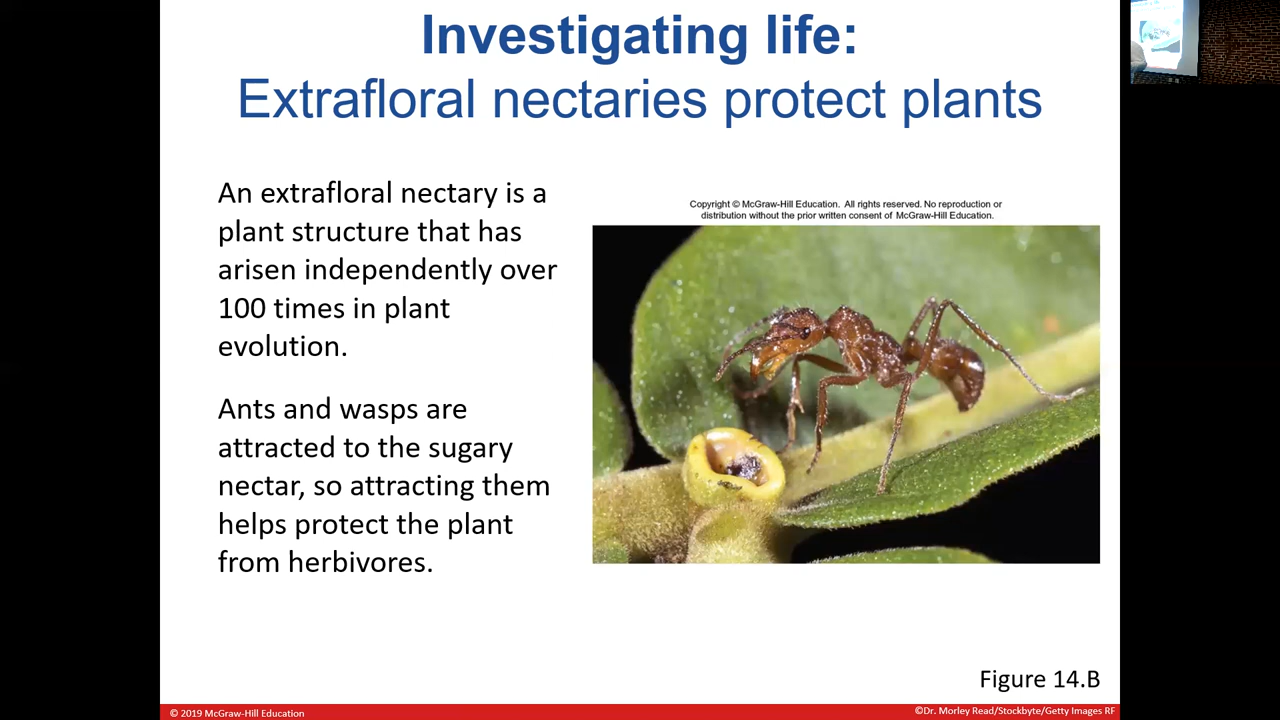 Investigating life:
Extrafloral nectaries protect plants
An extrafloral nectary is a
plant structure that has
arisen independently over
100 times in plant
evolution.
Ants and wasps are
attracted to the sugary
nectar, so attracting them
helps protect the plant
from herbivores.
Copyright © McGraw-Hill Education. All rights reserved. No reproduction or
distribution without the prior written consent of McGraw-Hill Education.
Figure 14.B
© 2019 McGraw-Hill Education
©Dr. Morley Read/Stockbyte/Getty Images RF